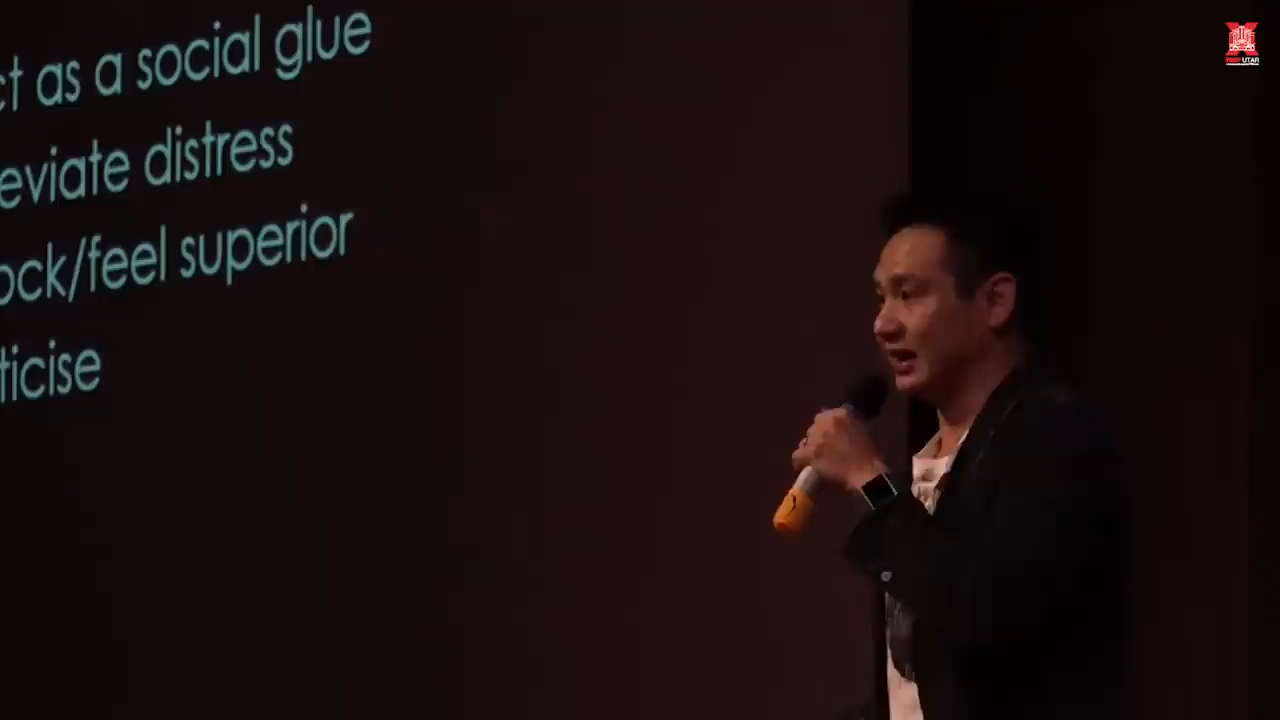 ct as a social glue
eviate distress
ock/feel superior
ticise
UTAR